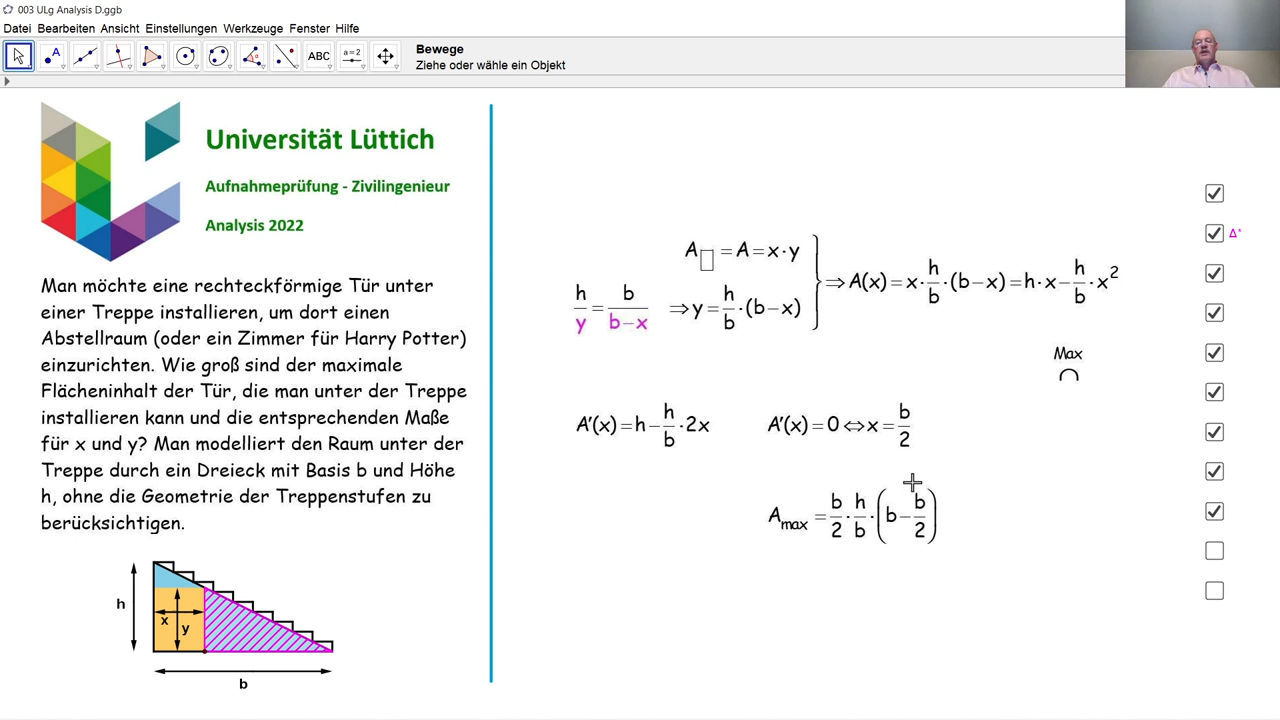 003 ULg Analysis D.ggb
Datei Bearbeiten Ansicht Einstellungen Werkzeuge Fenster Hilfe
A ABC a=2
Bewege
Ziehe oder wähle ein Objekt
Universität Lüttich
Aufnahmeprüfung - Zivilingenieur
Analysis 2022
Man möchte eine rechteckförmige Tür unter
einer Treppe installieren, um dort einen
Abstellraum (oder ein Zimmer für Harry Potter)
einzurichten. Wie groß sind der maximale
Flächeninhalt der Tür, die man unter der Treppe
installieren kann und die entsprechenden Maße
für x und y? Man modelliert den Raum unter der
Treppe durch ein Dreieck mit Basis b und Höhe
h, ohne die Geometrie der Treppenstufen zu
berücksichtigen.
h
x
y
b
A▯ = A = x·y
h/y = b/(b−x) ⇒ y = h/b·(b−x)
⇒ A(x) = x·h/b·(b−x) = h·x − h/b·x²
Max
A'(x) = h − h/b·2x
A'(x) = 0 ⇔ x = b/2
Amax = b/2·h/b·(b − b/2)
Δ'